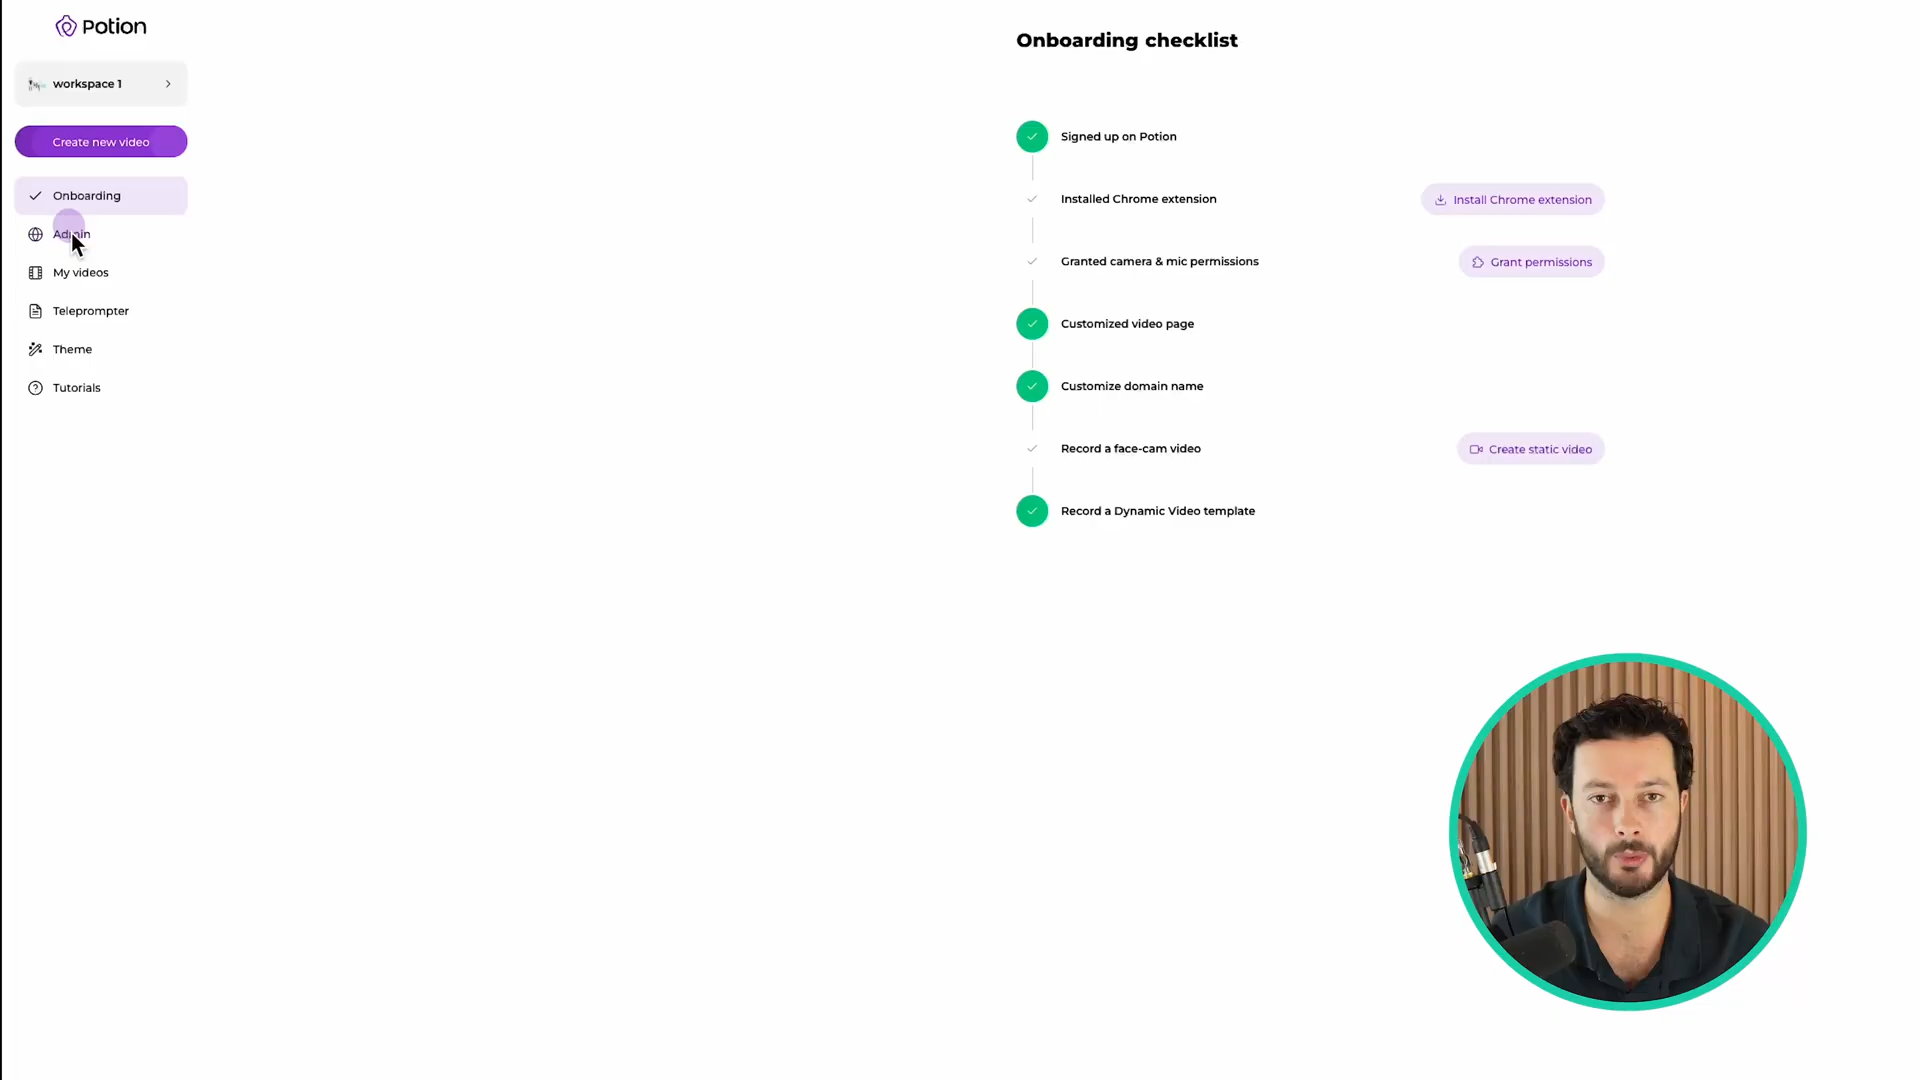 Potion
workspace 1
Create new video
Onboarding
Admin
My videos
Teleprompter
Theme
Tutorials
Onboarding checklist
Signed up on Potion
Installed Chrome extension
Install Chrome extension
Granted camera & mic permissions
Grant permissions
Customized video page
Customize domain name
Record a face-cam video
Create static video
Record a Dynamic Video template